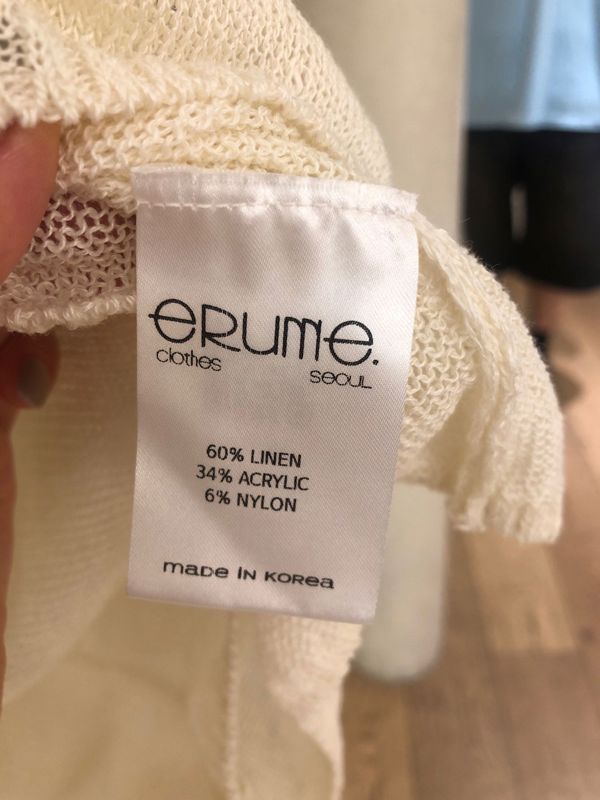 eRUMe.
clothes seoul
60% LINEN
34% ACRYLIC
6% NYLON
made in Korea